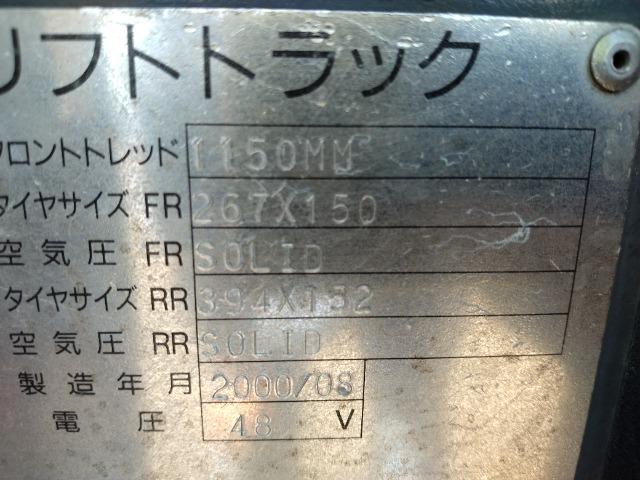 リフトトラック
フロントトレッド 1150MM
タイヤサイズ FR 267X150
空気圧 FR SOLID
タイヤサイズ RR 394X132
空気圧 RR SOLID
製造年月 2000/08
電圧 48 V